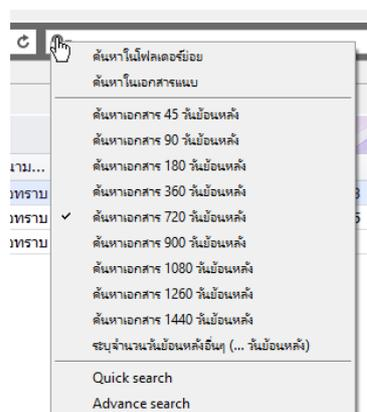 ค้นหาในโฟลเดอร์ย่อย
ค้นหาในเอกสารแนบ
ค้นหาเอกสาร 45 วันย้อนหลัง
ค้นหาเอกสาร 90 วันย้อนหลัง
นาม...
ค้นหาเอกสาร 180 วันย้อนหลัง
อทราบ
ค้นหาเอกสาร 360 วันย้อนหลัง
3
อทราบ
ค้นหาเอกสาร 720 วันย้อนหลัง
5
อทราบ
ค้นหาเอกสาร 900 วันย้อนหลัง
ค้นหาเอกสาร 1080 วันย้อนหลัง
ค้นหาเอกสาร 1260 วันย้อนหลัง
ค้นหาเอกสาร 1440 วันย้อนหลัง
ระบุจำนวนวันย้อนหลังอื่นๆ (... วันย้อนหลัง)
Quick search
Advance search